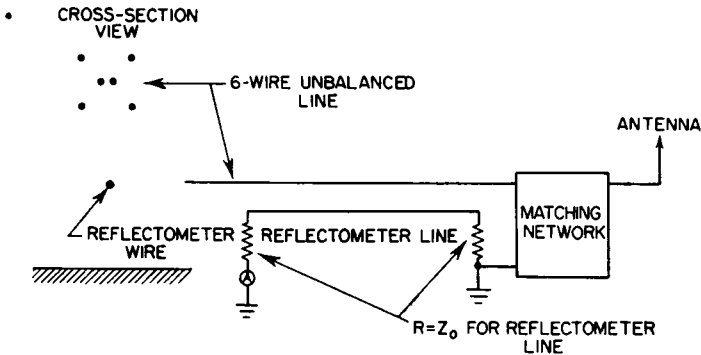 CROSS-SECTION
VIEW
6-WIRE UNBALANCED
LINE
ANTENNA
MATCHING
NETWORK
REFLECTOMETER
WIRE
REFLECTOMETER LINE
A
R=Z₀ FOR REFLECTOMETER
LINE